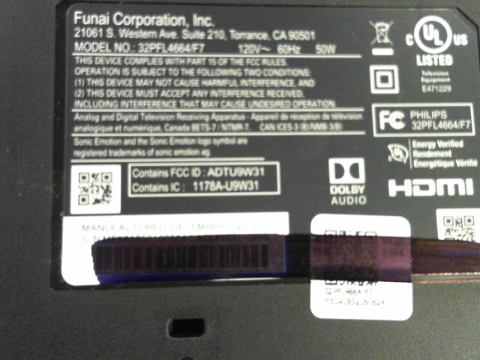 Funai Corporation, Inc.
21061 S. Western Ave. Suite 210, Torrance, CA 90501
MODEL NO.: 32PFL4664/F7 120V~ 60Hz 50W
THIS DEVICE COMPLIES WITH PART 15 OF THE FCC RULES.
OPERATION IS SUBJECT TO THE FOLLOWING TWO CONDITIONS:
(1) THIS DEVICE MAY NOT CAUSE HARMFUL INTERFERENCE, AND
(2) THIS DEVICE MUST ACCEPT ANY INTERFERENCE RECEIVED,
INCLUDING INTERFERENCE THAT MAY CAUSE UNDESIRED OPERATION.
Analog and Digital Television Receiving Apparatus - Appareil de réception de télévision
analogique et numérique, Canada BETS-7 / NTMR-7. CAN ICES-3 (B)/NMB-3(B)
Sonic Emotion and the Sonic Emotion logo symbol are
registered trademarks of sonic emotion ag.
Contains FCC ID : ADTU9W31
Contains IC : 1178A-U9W31
C UL US
LISTED
Television
Equipment
E471229
FC PHILIPS
32PFL4664/F7
Energy Verified
Rendement
Énergétique Vérifié
DOLBY
AUDIO
HDMI
MANUFACTURED